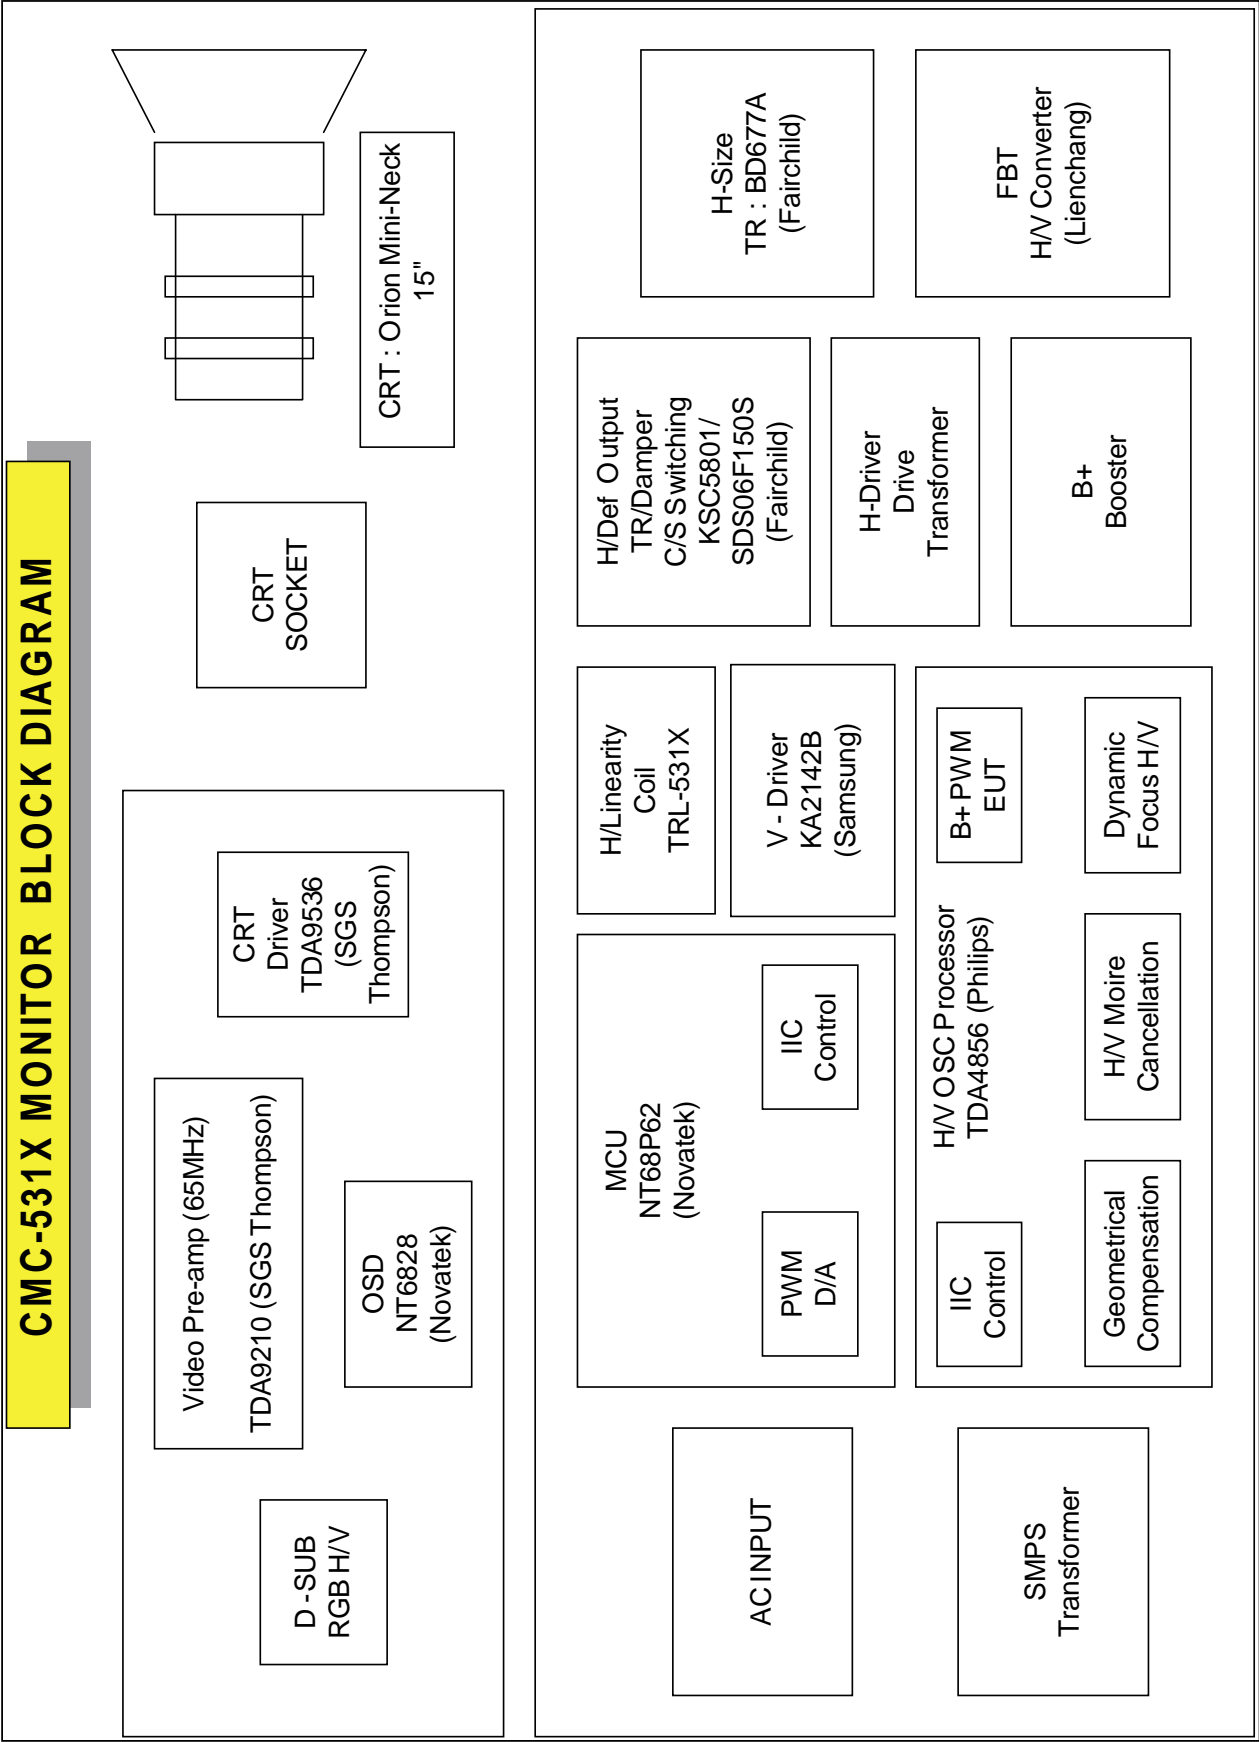 CMC-531X MONITOR BLOCK DIAGRAM
D-SUB
RGB H/V
Video Pre-amp (65MHz)
TDA9210 (SGS Thompson)
OSD
NT6828
(Novatek)
CRT
Driver
TDA9536
(SGS
Thompson)
CRT
SOCKET
CRT : Orion Mini-Neck
15"
AC INPUT
SMPS
Transformer
MCU
NT68P62
(Novatek)
PWM
D/A
IIC
Control
H/V OSC Processor
TDA4856 (Philips)
IIC
Control
B+ PWM
EUT
Geometrical
Compensation
H/V Moire
Cancellation
Dynamic
Focus H/V
H/Linearity
Coil
TRL-531X
V - Driver
KA2142B
(Samsung)
H/Def Output
TR/Damper
C/S Switching
KSC5801/
SDS06F150S
(Fairchild)
H-Driver
Drive
Transformer
B+
Booster
H-Size
TR : BD677A
(Fairchild)
FBT
H/V Converter
(Lienchang)